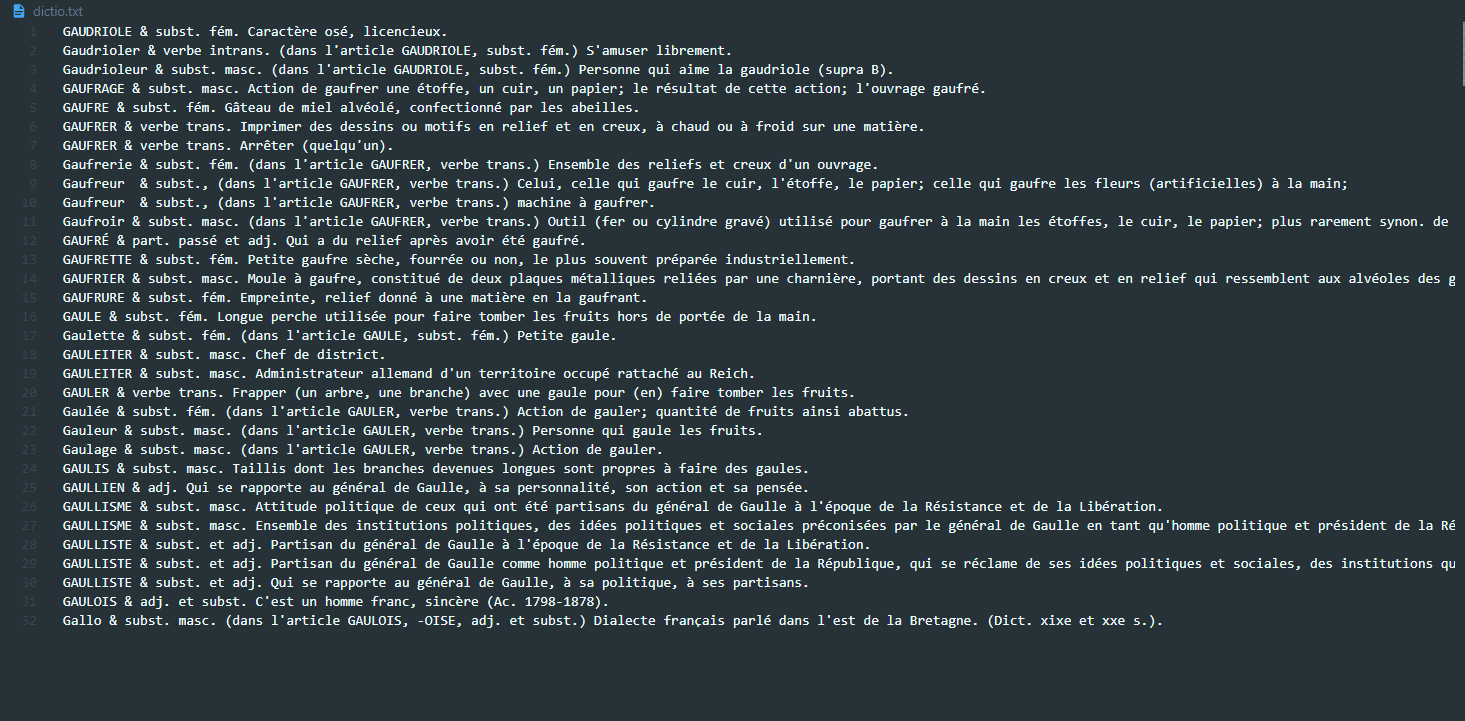 dictio.txt
1 GAUDRIOLE & subst. fém. Caractère osé, licencieux.
2 Gaudrioler & verbe intrans. (dans l'article GAUDRIOLE, subst. fém.) S'amuser librement.
3 Gaudrioleur & subst. masc. (dans l'article GAUDRIOLE, subst. fém.) Personne qui aime la gaudriole (supra B).
4 GAUFRAGE & subst. masc. Action de gaufrer une étoffe, un cuir, un papier; le résultat de cette action; l'ouvrage gaufré.
5 GAUFRE & subst. fém. Gâteau de miel alvéolé, confectionné par les abeilles.
6 GAUFRER & verbe trans. Imprimer des dessins ou motifs en relief et en creux, à chaud ou à froid sur une matière.
7 GAUFRER & verbe trans. Arrêter (quelqu'un).
8 Gaufrerie & subst. fém. (dans l'article GAUFRER, verbe trans.) Ensemble des reliefs et creux d'un ouvrage.
9 Gaufreur  & subst., (dans l'article GAUFRER, verbe trans.) Celui, celle qui gaufre le cuir, l'étoffe, le papier; celle qui gaufre les fleurs (artificielles) à la main;
10 Gaufreur  & subst., (dans l'article GAUFRER, verbe trans.) machine à gaufrer.
11 Gaufroir & subst. masc. (dans l'article GAUFRER, verbe trans.) Outil (fer ou cylindre gravé) utilisé pour gaufrer à la main les étoffes, le cuir, le papier; plus rarement synon. de
12 GAUFRÉ & part. passé et adj. Qui a du relief après avoir été gaufré.
13 GAUFRETTE & subst. fém. Petite gaufre sèche, fourrée ou non, le plus souvent préparée industriellement.
14 GAUFRIER & subst. masc. Moule à gaufre, constitué de deux plaques métalliques reliées par une charnière, portant des dessins en creux et en relief qui ressemblent aux alvéoles des g
15 GAUFRURE & subst. fém. Empreinte, relief donné à une matière en la gaufrant.
16 GAULE & subst. fém. Longue perche utilisée pour faire tomber les fruits hors de portée de la main.
17 Gaulette & subst. fém. (dans l'article GAULE, subst. fém.) Petite gaule.
18 GAULEITER & subst. masc. Chef de district.
19 GAULEITER & subst. masc. Administrateur allemand d'un territoire occupé rattaché au Reich.
20 GAULER & verbe trans. Frapper (un arbre, une branche) avec une gaule pour (en) faire tomber les fruits.
21 Gaulée & subst. fém. (dans l'article GAULER, verbe trans.) Action de gauler; quantité de fruits ainsi abattus.
22 Gauleur & subst. masc. (dans l'article GAULER, verbe trans.) Personne qui gaule les fruits.
23 Gaulage & subst. masc. (dans l'article GAULER, verbe trans.) Action de gauler.
24 GAULIS & subst. masc. Taillis dont les branches devenues longues sont propres à faire des gaules.
25 GAULLIEN & adj. Qui se rapporte au général de Gaulle, à sa personnalité, son action et sa pensée.
26 GAULLISME & subst. masc. Attitude politique de ceux qui ont été partisans du général de Gaulle à l'époque de la Résistance et de la Libération.
27 GAULLISME & subst. masc. Ensemble des institutions politiques, des idées politiques et sociales préconisées par le général de Gaulle en tant qu'homme politique et président de la Ré
28 GAULLISTE & subst. et adj. Partisan du général de Gaulle à l'époque de la Résistance et de la Libération.
29 GAULLISTE & subst. et adj. Partisan du général de Gaulle comme homme politique et président de la République, qui se réclame de ses idées politiques et sociales, des institutions qu
30 GAULLISTE & subst. et adj. Qui se rapporte au général de Gaulle, à sa politique, à ses partisans.
31 GAULOIS & adj. et subst. C'est un homme franc, sincère (Ac. 1798-1878).
32 Gallo & subst. masc. (dans l'article GAULOIS, -OISE, adj. et subst.) Dialecte français parlé dans l'est de la Bretagne. (Dict. xixe et xxe s.).